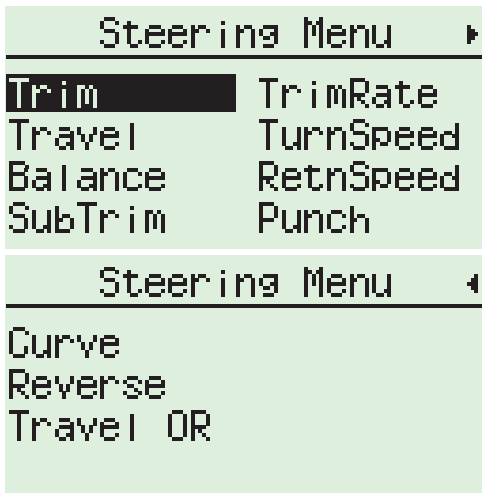 Steering Menu
Trim TrimRate
Travel TurnSpeed
Balance RetnSpeed
SubTrim Punch
Steering Menu
Curve
Reverse
Travel OR